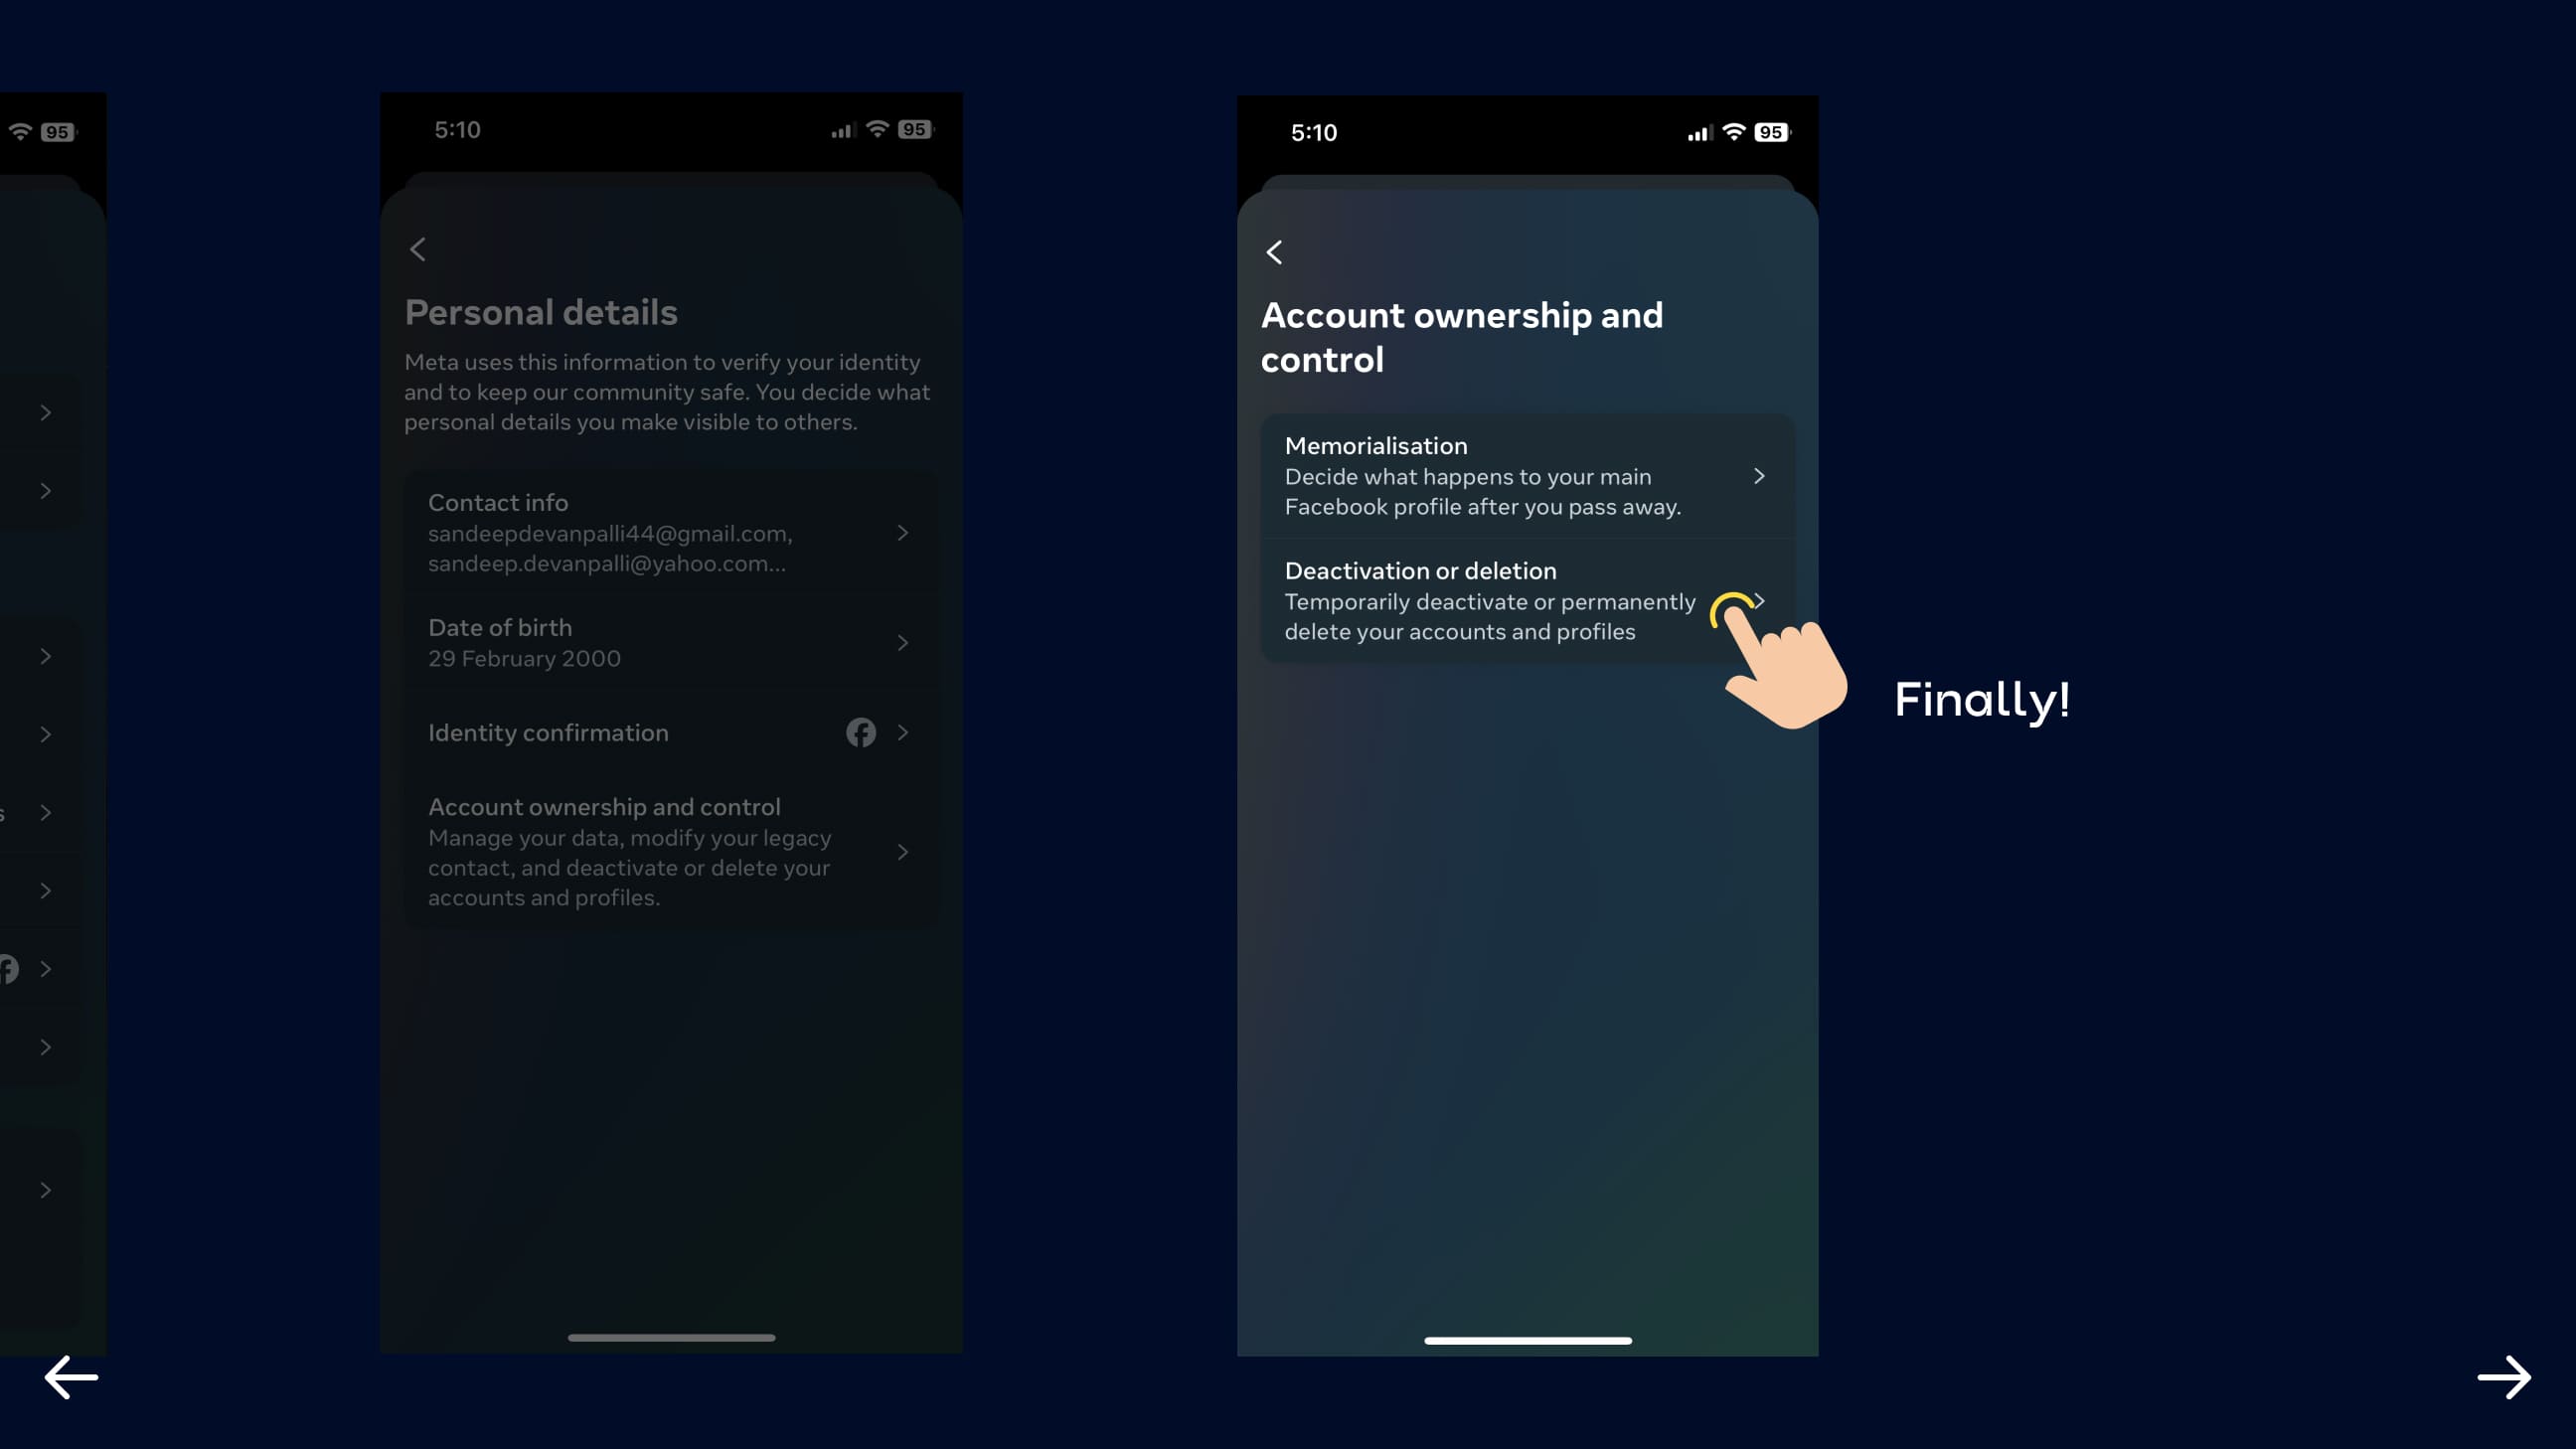 95
s
5:10
95
Personal details
Meta uses this information to verify your identity
and to keep our community safe. You decide what
personal details you make visible to others.
Contact info
sandeepdevanpalli44@gmail.com,
sandeep.devanpalli@yahoo.com...
Date of birth
29 February 2000
Identity confirmation
Account ownership and control
Manage your data, modify your legacy
contact, and deactivate or delete your
accounts and profiles.
5:10
95
Account ownership and
control
Memorialisation
Decide what happens to your main
Facebook profile after you pass away.
Deactivation or deletion
Temporarily deactivate or permanently
delete your accounts and profiles
Finally!